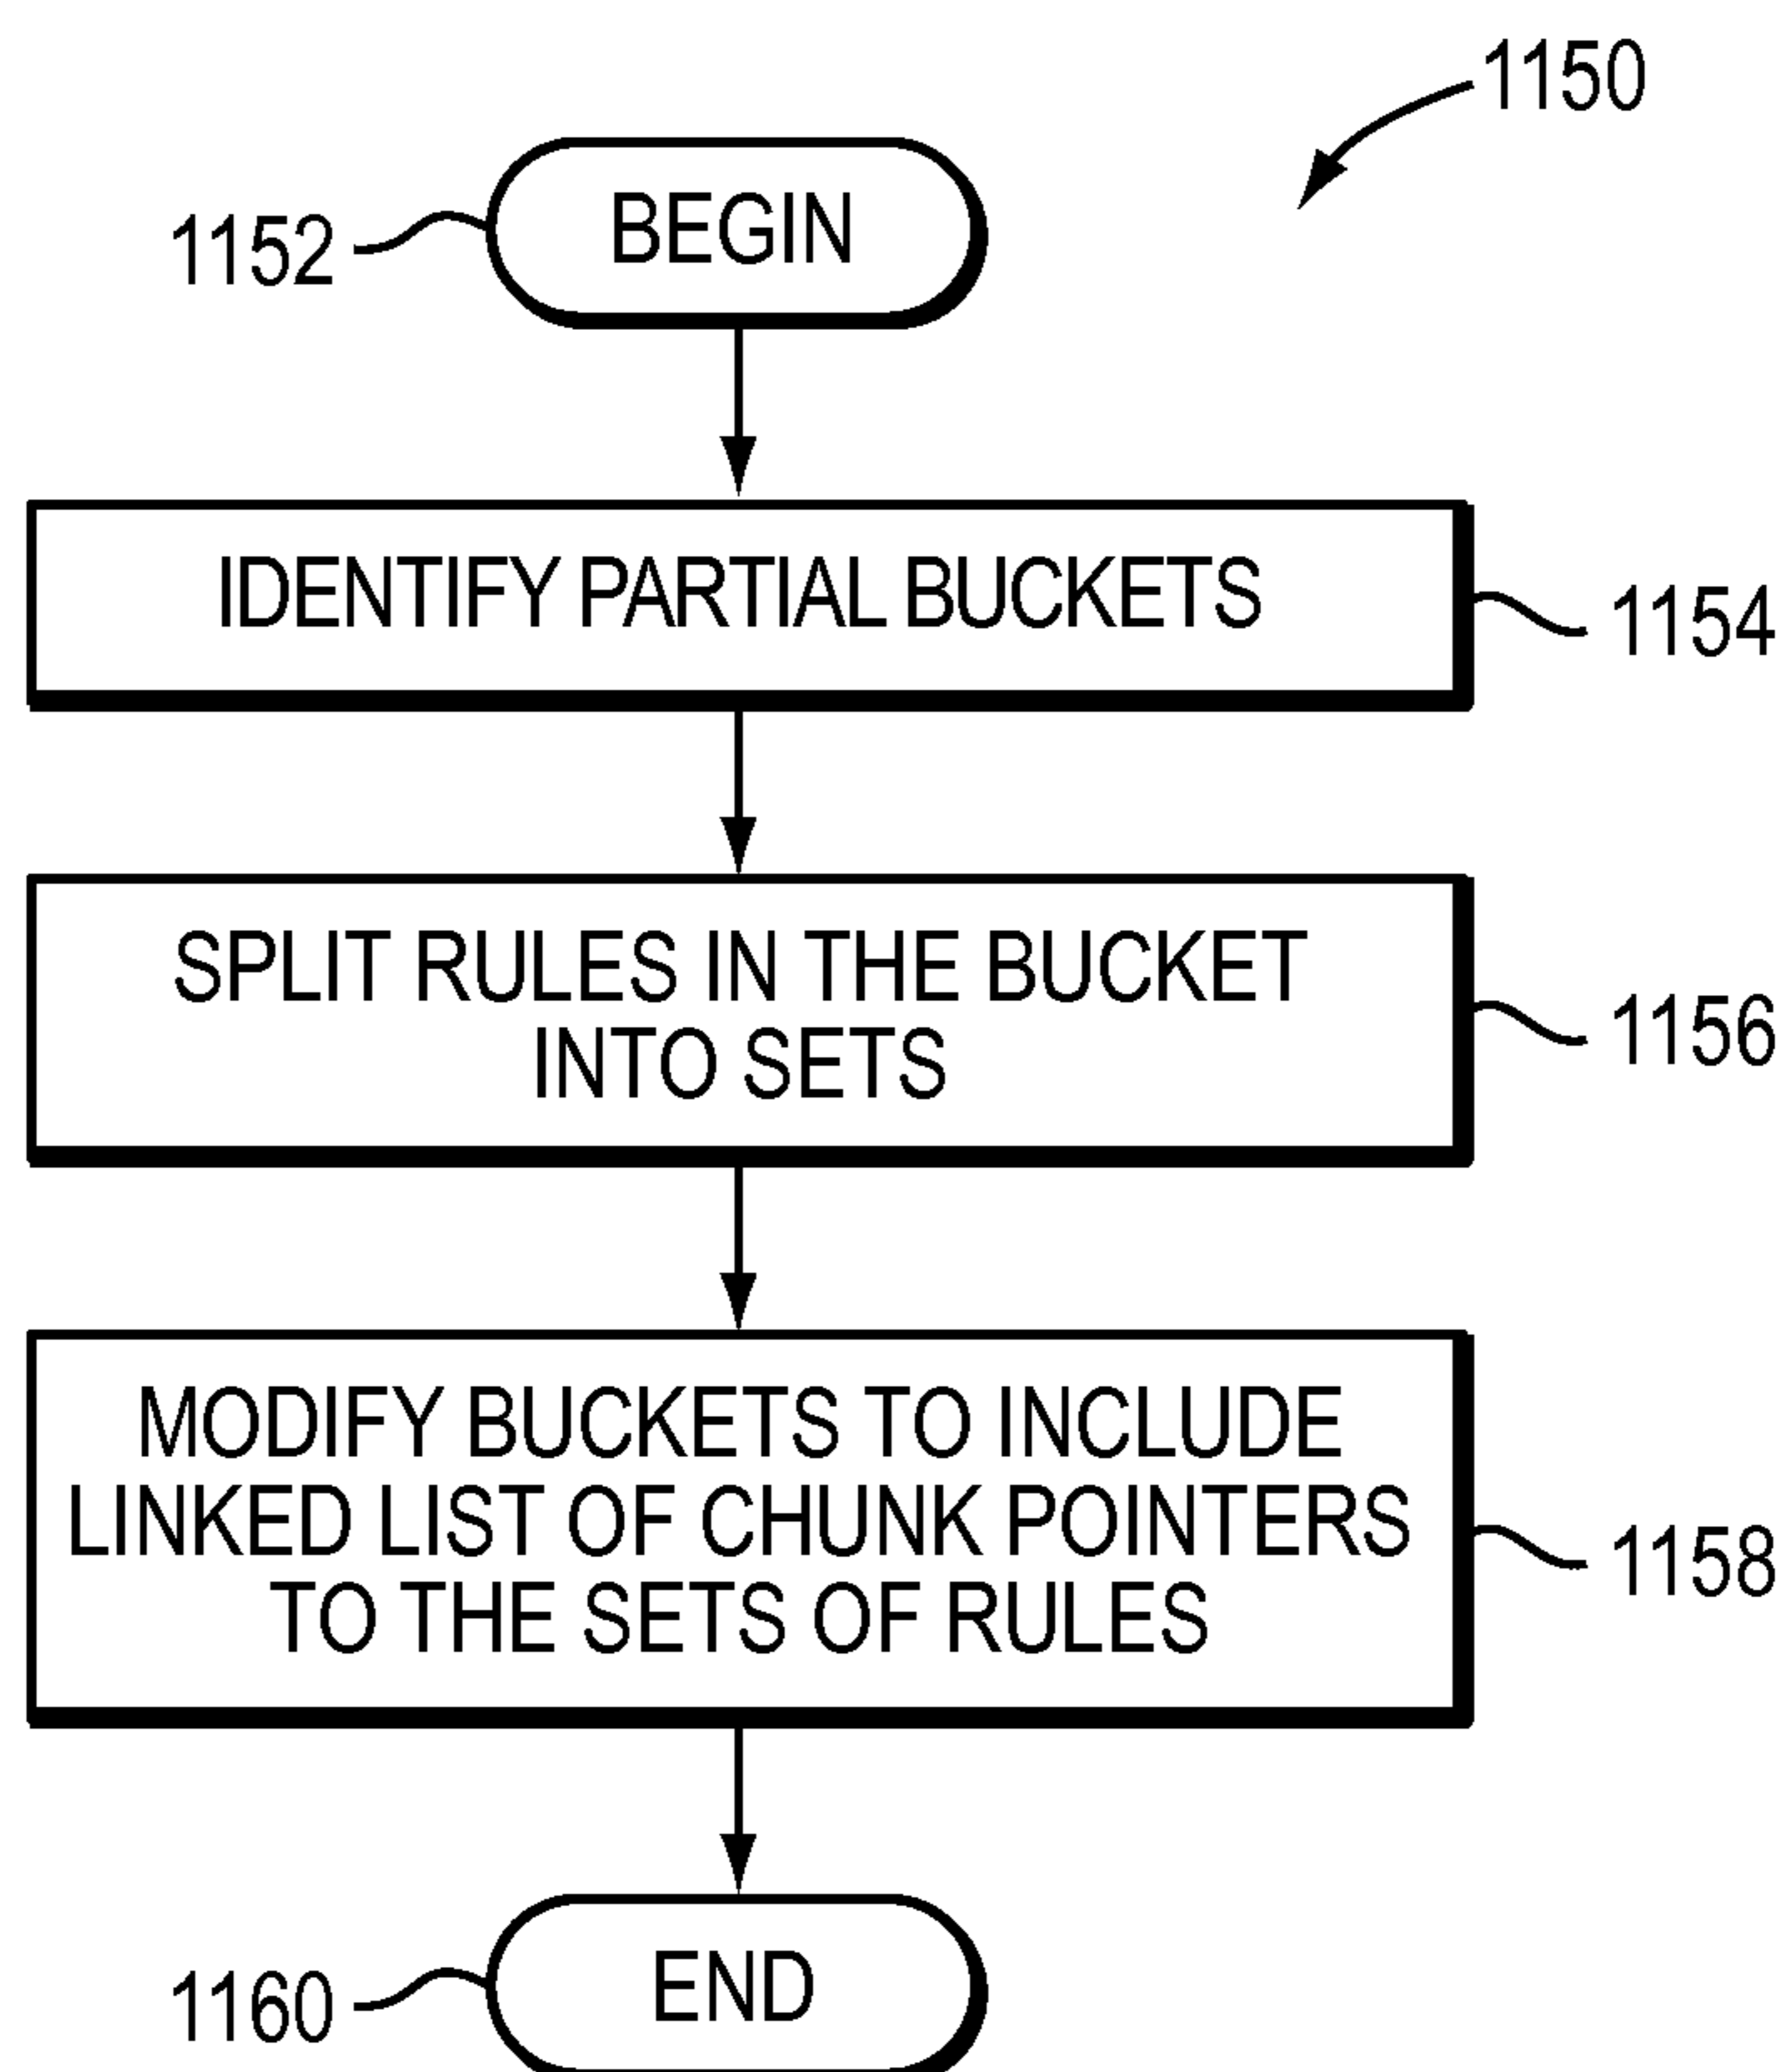 1150
1152
BEGIN
IDENTIFY PARTIAL BUCKETS
1154
SPLIT RULES IN THE BUCKET
INTO SETS
1156
MODIFY BUCKETS TO INCLUDE
LINKED LIST OF CHUNK POINTERS
TO THE SETS OF RULES
1158
1160
END